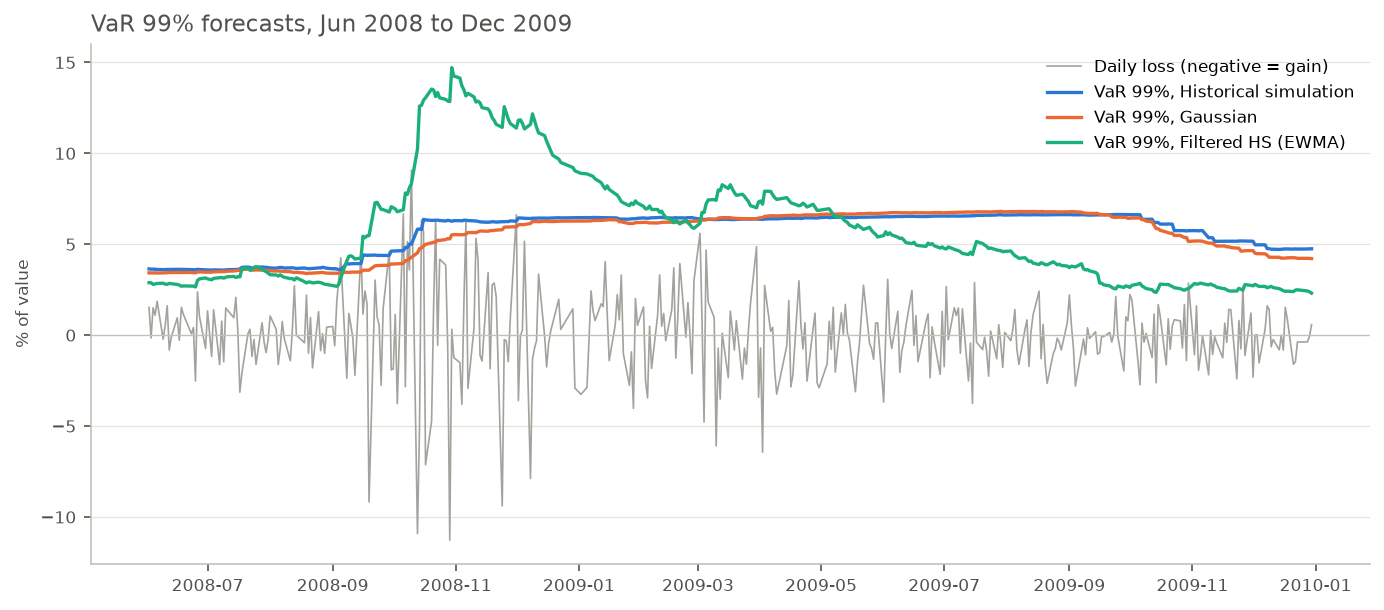 VaR 99% forecasts, Jun 2008 to Dec 2009
% of value
15
10
5
0
−5
−10
Daily loss (negative = gain)
VaR 99%, Historical simulation
VaR 99%, Gaussian
VaR 99%, Filtered HS (EWMA)
2008-07
2008-09
2008-11
2009-01
2009-03
2009-05
2009-07
2009-09
2009-11
2010-01